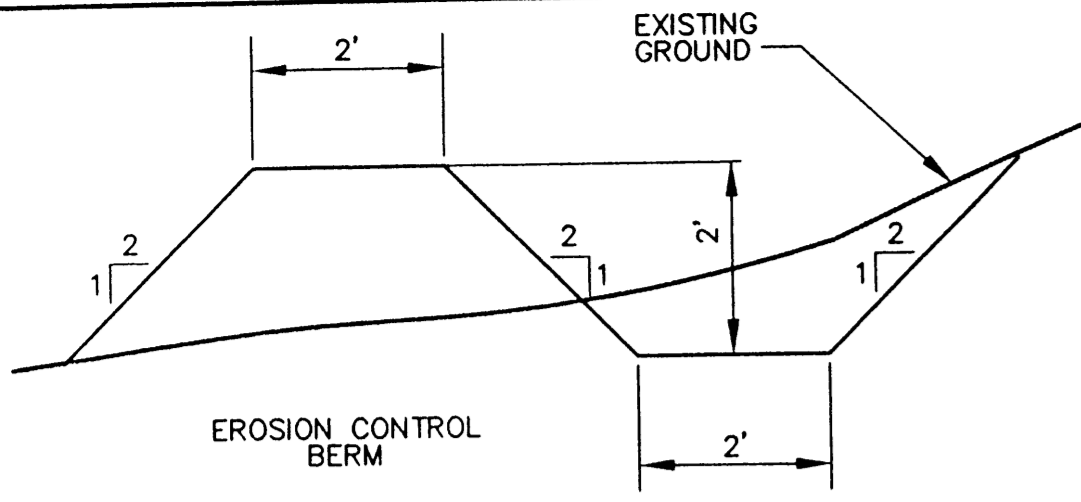 EXISTING
GROUND
2'
2'
2
1
2
1
2
1
EROSION CONTROL
BERM
2'